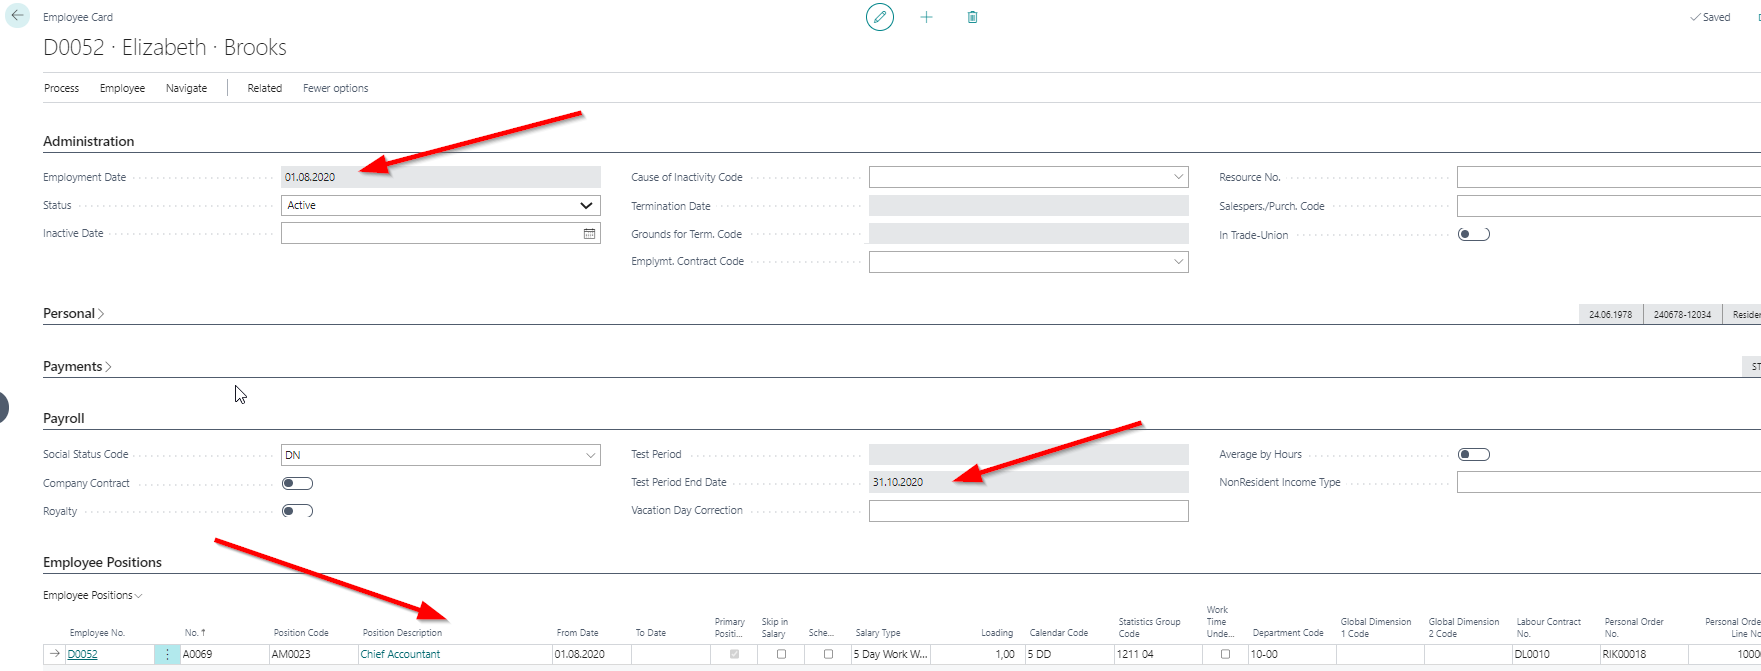 Employee Card
Saved
D0052 · Elizabeth · Brooks
Process Employee Navigate Related Fewer options
Administration
Employment Date 01.08.2020 Cause of Inactivity Code Resource No.
Status Active Termination Date Salespers./Purch. Code
Inactive Date Grounds for Term. Code In Trade-Union
Emplymt. Contract Code
Personal 24.06.1978 240678-12034 Reside
Payments ST
Payroll
Social Status Code DN Test Period Average by Hours
Company Contract Test Period End Date 31.10.2020 NonResident Income Type
Royalty Vacation Day Correction
Employee Positions
Employee Positions
Employee No. No. ↑ Position Code Position Description From Date To Date Primary Positi... Skip in Salary Sche... Salary Type Loading Calendar Code Statistics Group Code Work Time Unde... Department Code Global Dimension 1 Code Global Dimension 2 Code Labour Contract No. Personal Order No. Personal Orde Line No
D0052 A0069 AM0023 Chief Accountant 01.08.2020 5 Day Work W... 1,00 5 DD 1211 04 10-00 DL0010 RIK00018 1000